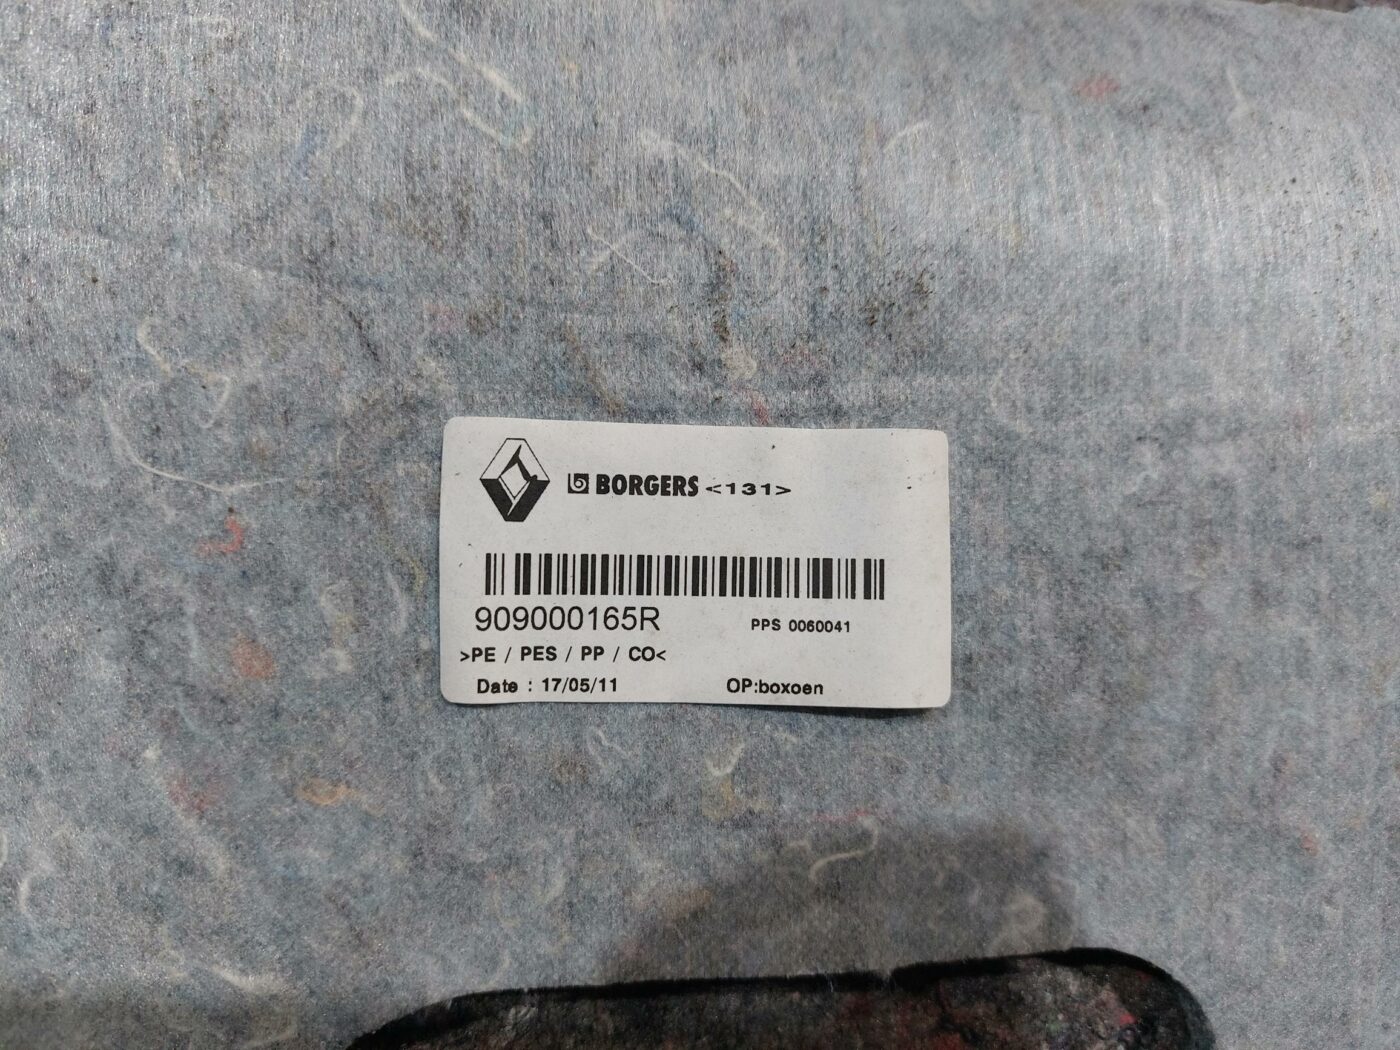 BORGERS <131>
909000165R PPS 0060041
>PE / PES / PP / CO<
Date : 17/05/11 OP:boxoen